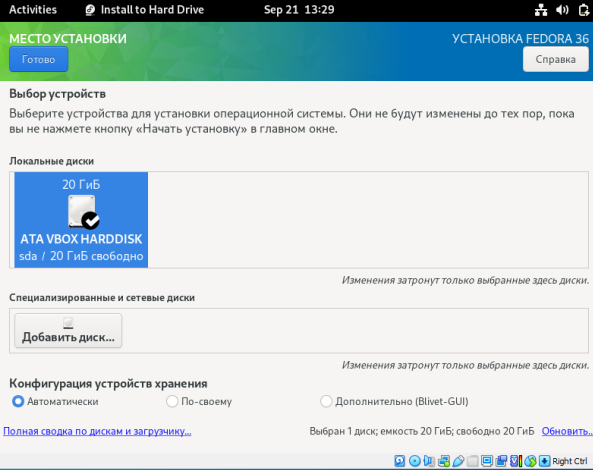 Activities Install to Hard Drive Sep 21 13:29
МЕСТО УСТАНОВКИ УСТАНОВКА FEDORA 36
Готово Справка
Выбор устройств
Выберите устройства для установки операционной системы. Они не будут изменены до тех пор, пока
вы не нажмете кнопку «Начать установку» в главном окне.
Локальные диски
20 ГиБ
ATA VBOX HARDDISK
sda / 20 ГиБ свободно
Изменения затронут только выбранные здесь диски.
Специализированные и сетевые диски
Добавить диск...
Изменения затронут только выбранные здесь диски.
Конфигурация устройств хранения
Автоматически По-своему Дополнительно (Blivet-GUI)
Полная сводка по дискам и загрузчику... Выбран 1 диск; емкость 20 ГиБ; свободно 20 ГиБ Обновить..
Right Ctrl